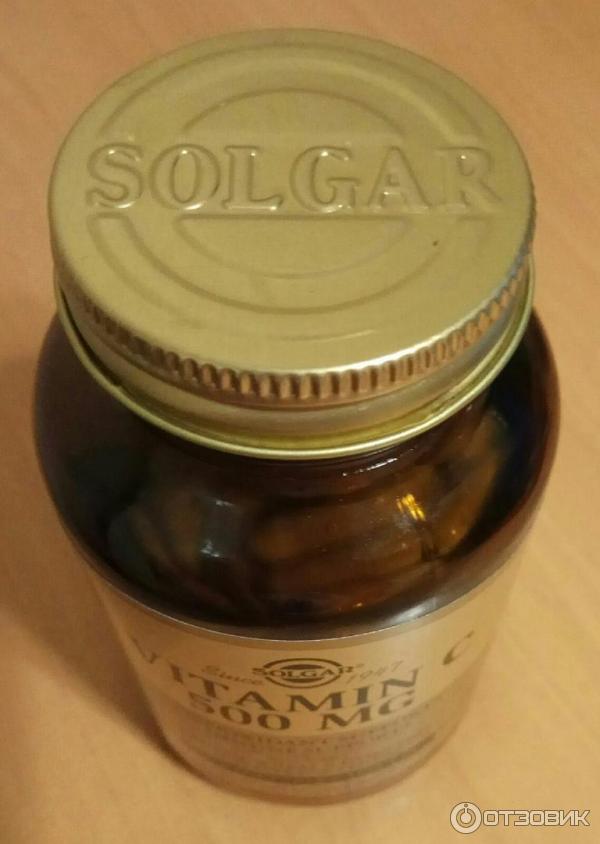 SOLGAR
Since SOLGAR® 1947
VITAMIN C
500 MG
ОТЗОВИК